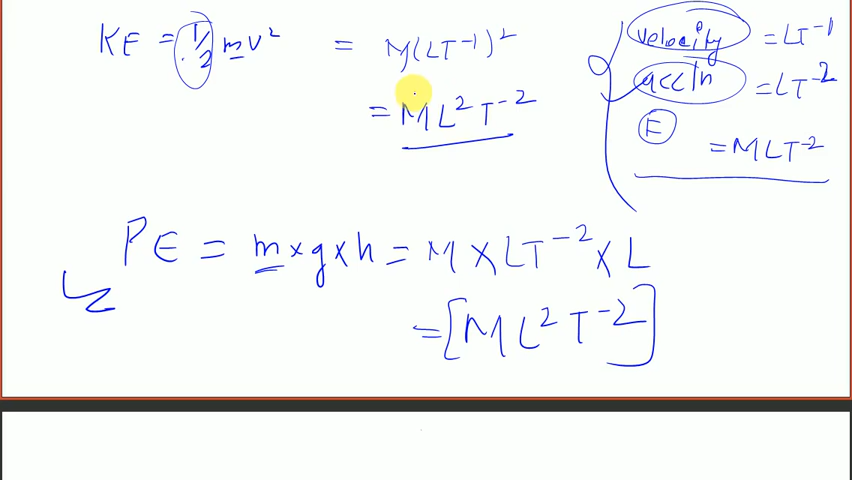 KE = 1/2 mv² = M(LT⁻¹)²
= ML²T⁻²
velocity = LT⁻¹
accln = LT⁻²
F = MLT⁻²
PE = m×g×h = M×LT⁻²×L
= [ML²T⁻²]